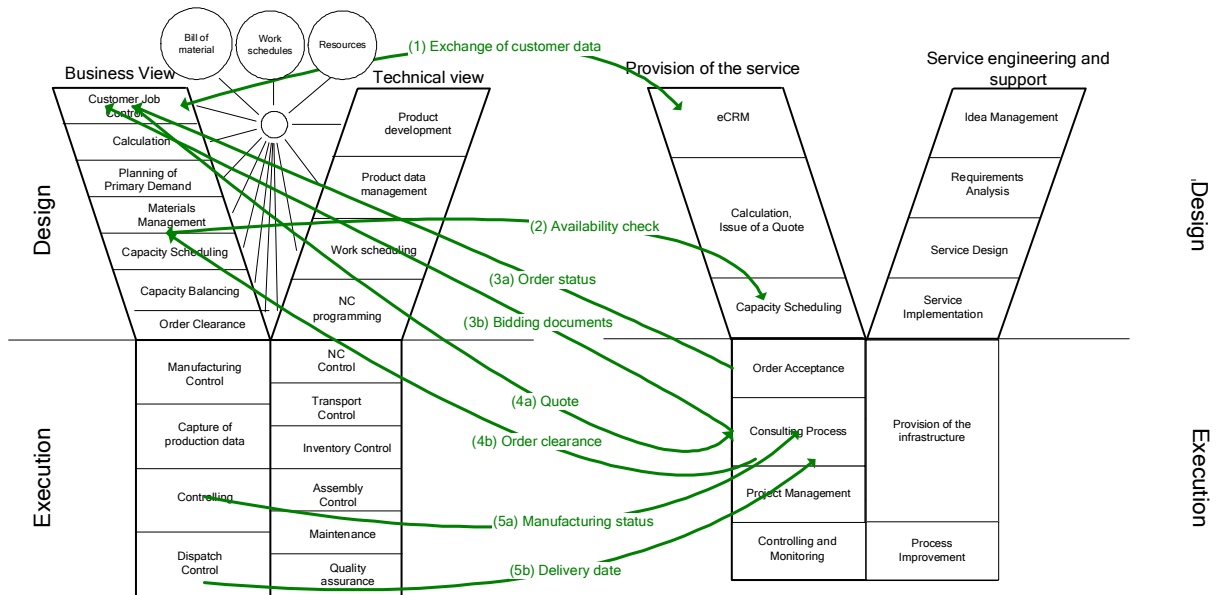 Bill of
material
Work
schedules
Resources
(1) Exchange of customer data
Business View
Technical view
Provision of the service
Service engineering and
support
Customer Job
Control
Calculation
Planning of
Primary Demand
Materials
Management
Capacity Scheduling
Capacity Balancing
Order Clearance
Product
development
Product data
management
Work scheduling
NC
programming
eCRM
Calculation,
Issue of a Quote
Capacity Scheduling
Idea Management
Requirements
Analysis
Service Design
Service
Implementation
Design
,Design
(2) Availability check
(3a) Order status
(3b) Bidding documents
(4a) Quote
(4b) Order clearance
(5a) Manufacturing status
(5b) Delivery date
Manufacturing
Control
Capture of
production data
Controlling
Dispatch
Control
NC
Control
Transport
Control
Inventory Control
Assembly
Control
Maintenance
Quality
assurance
Order Acceptance
Consulting Process
Project Management
Controlling and
Monitoring
Provision of the
infrastructure
Process
Improvement
Execution
Execution